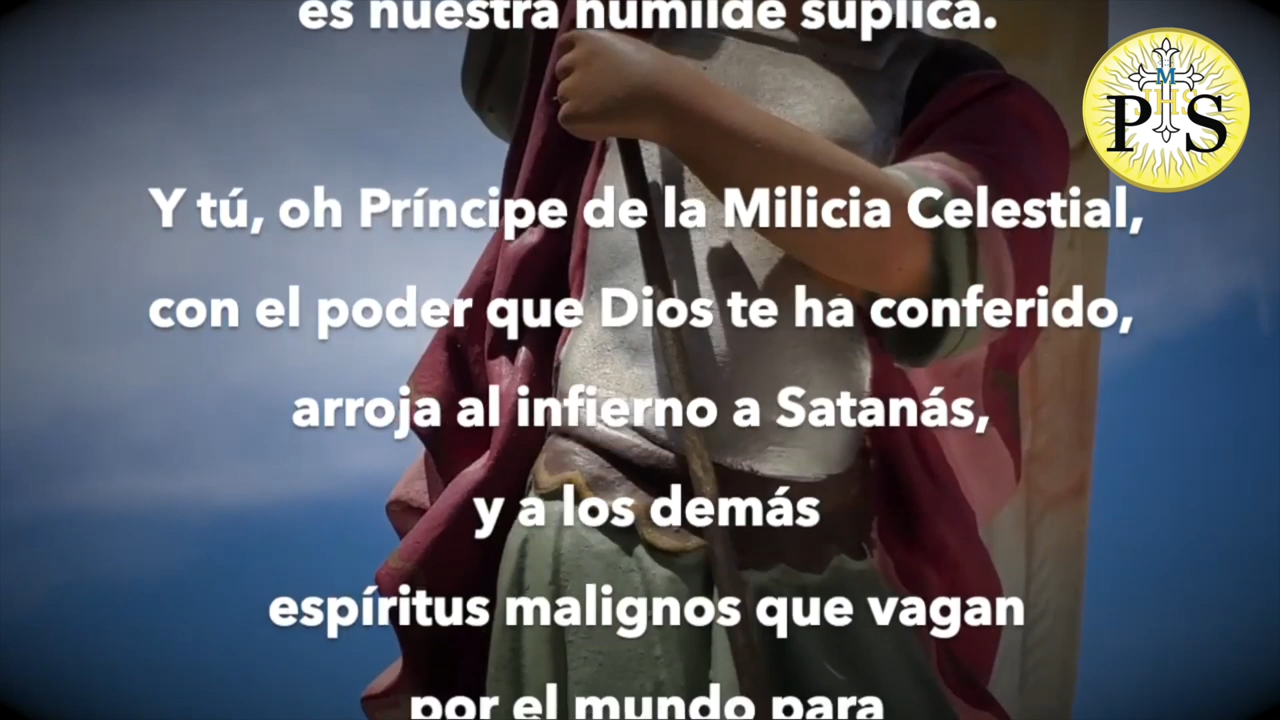 es nuestra humilde súplica.
M
JHS
P S
Y tú, oh Príncipe de la Milicia Celestial,
con el poder que Dios te ha conferido,
arroja al infierno a Satanás,
y a los demás
espíritus malignos que vagan
por el mundo para